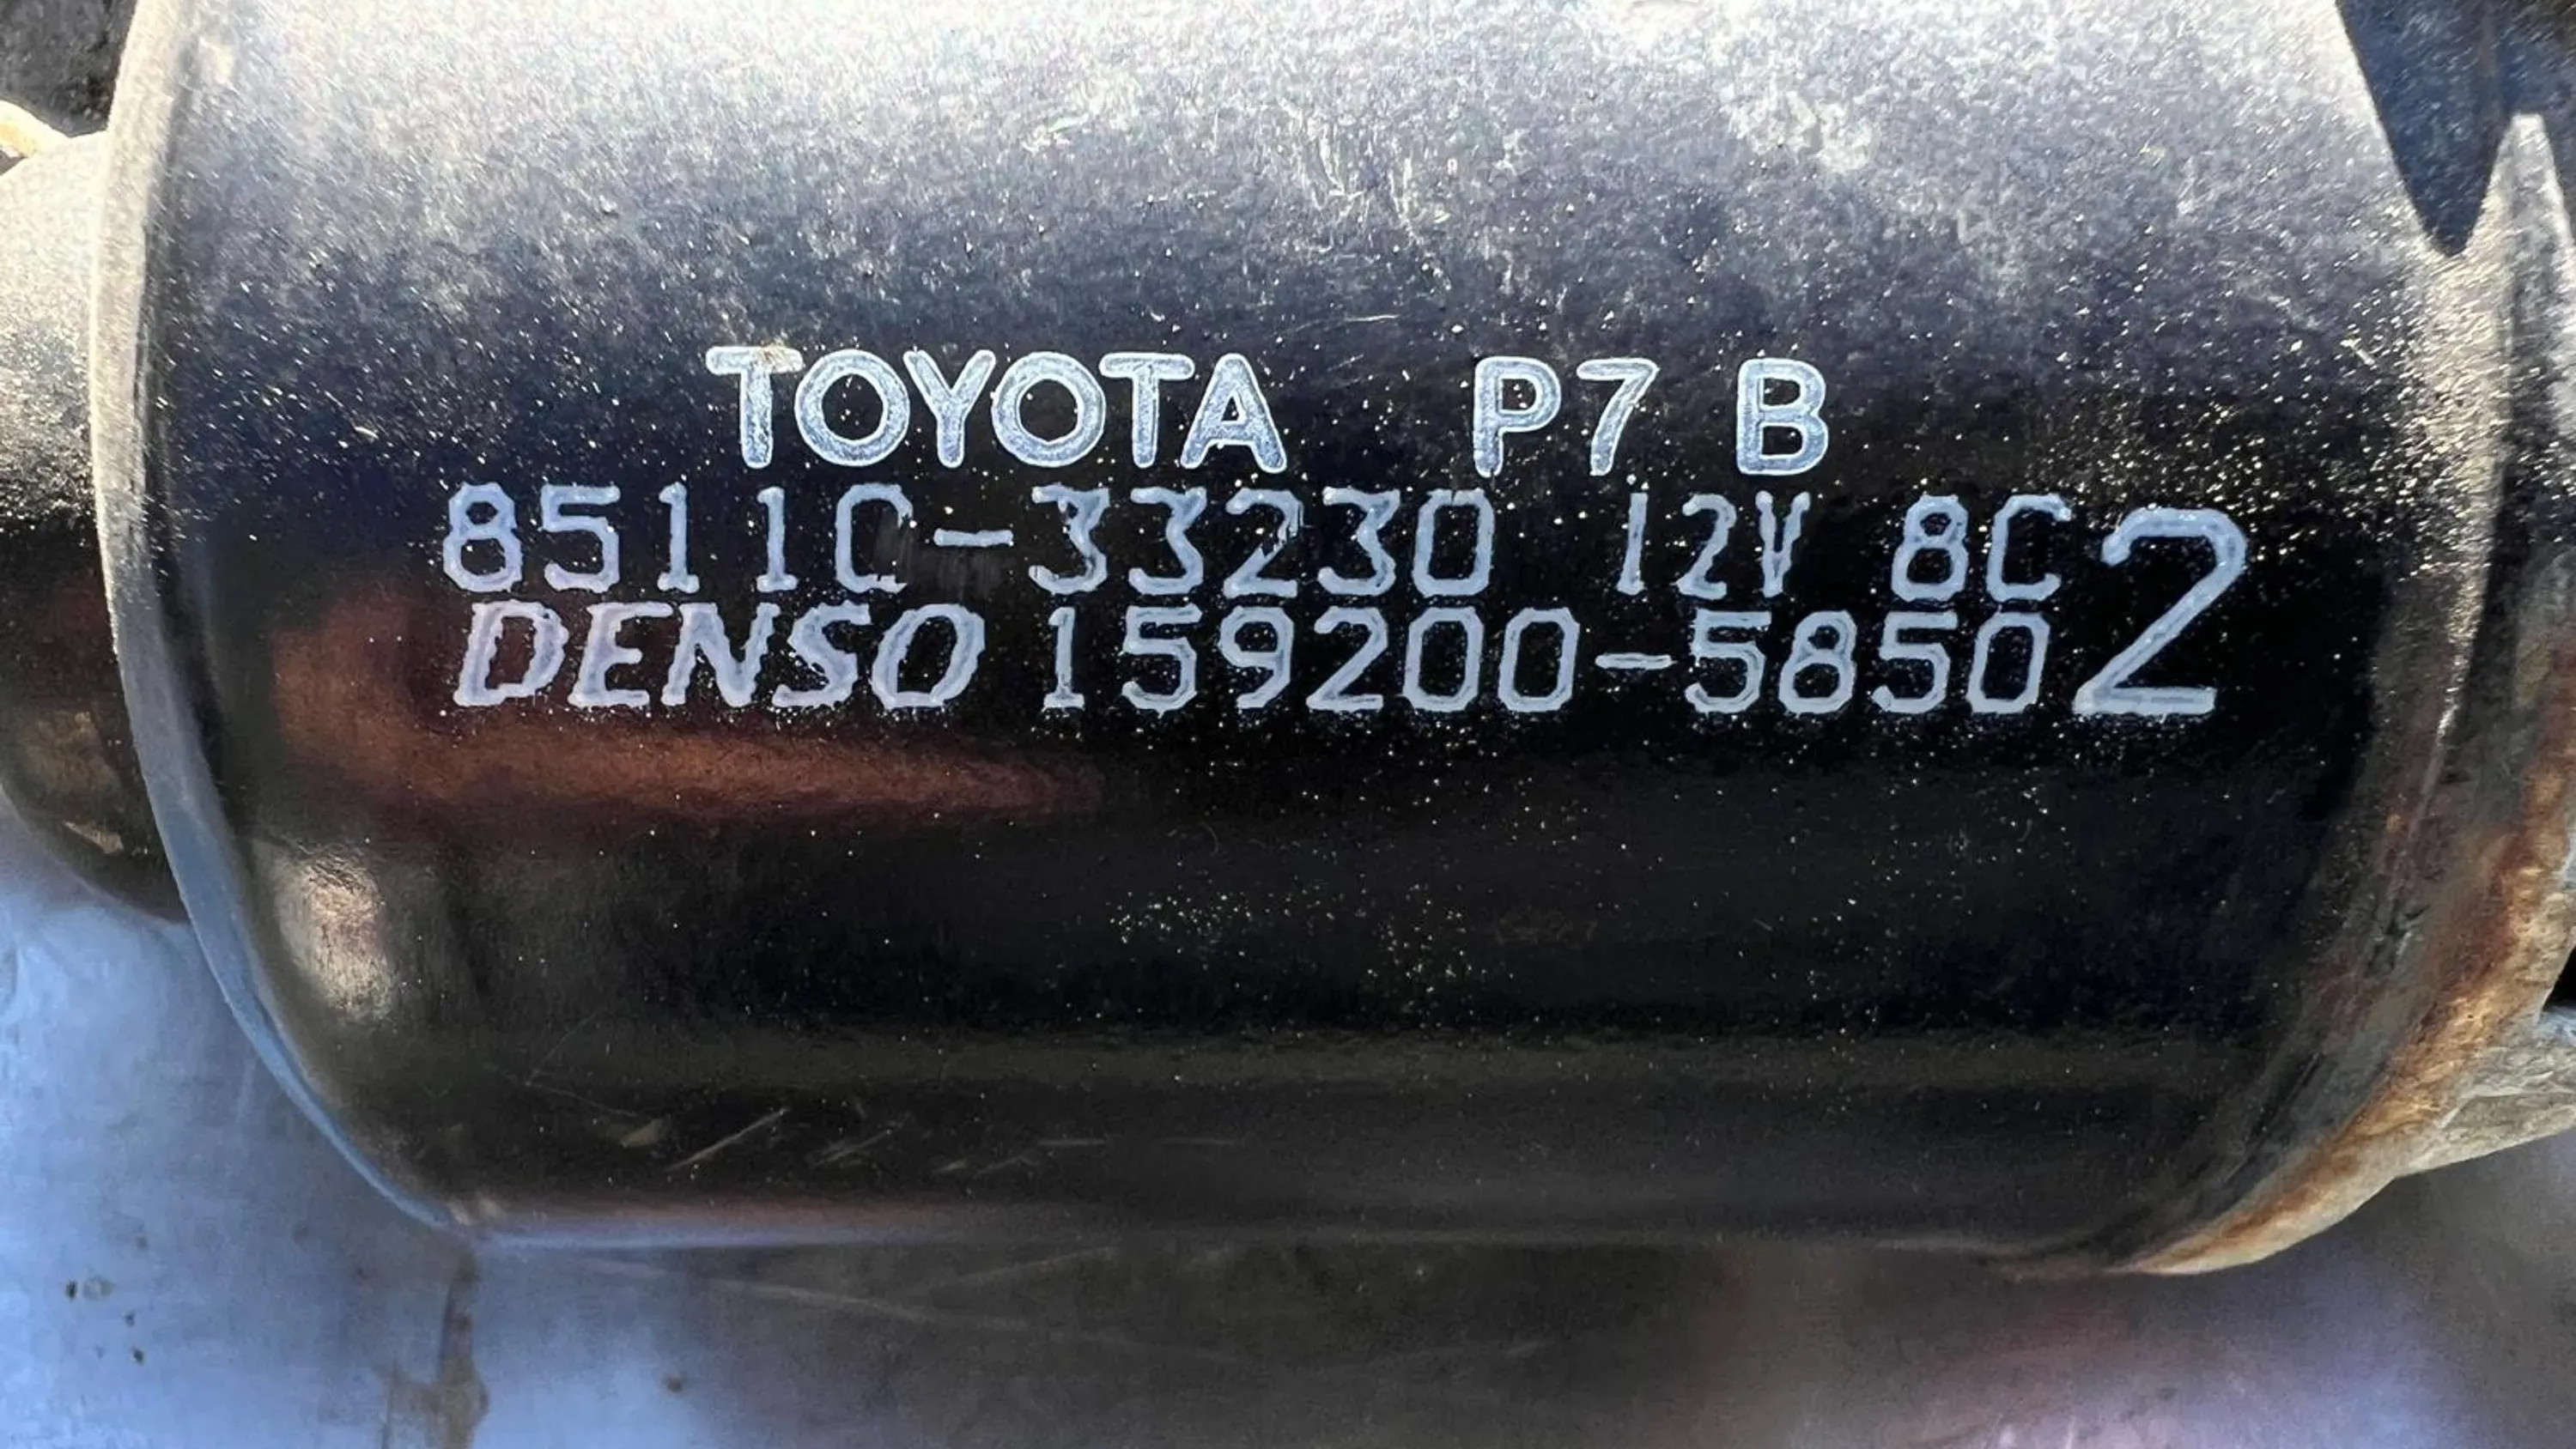 TOYOTA P7 B
85110-33230 12V 8C 2
DENSO 159200-5850